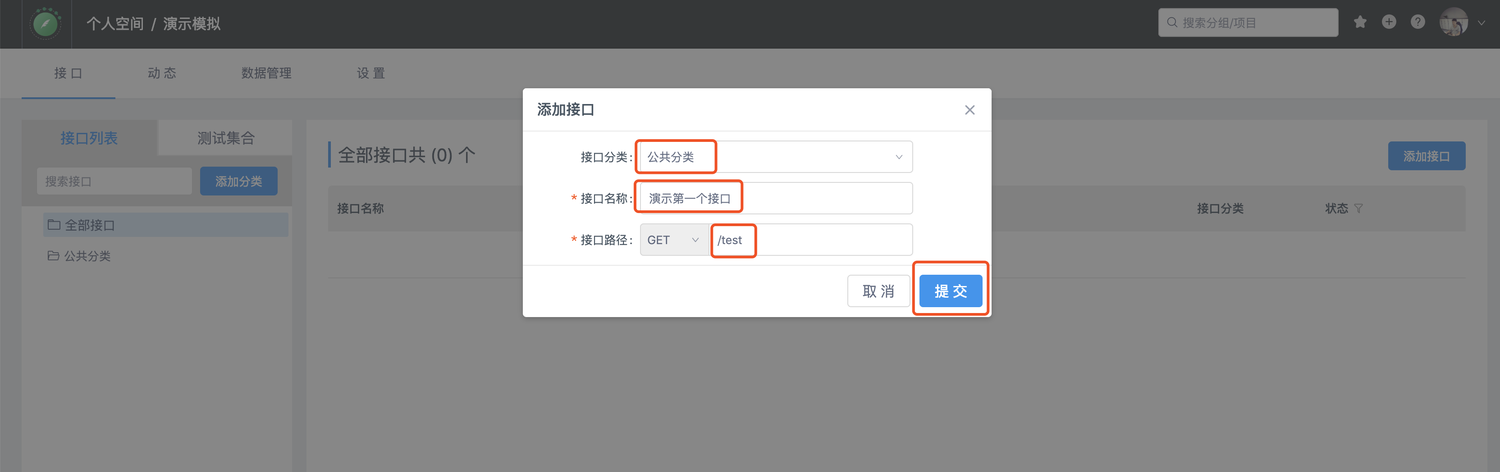 个人空间 / 演示模拟
搜索分组/项目
接 口 动 态 数据管理 设 置
接口列表 测试集合
搜索接口 添加分类
全部接口
公共分类
全部接口共 (0) 个
添加接口
接口名称 接口分类 状态
添加接口
接口分类: 公共分类
* 接口名称: 演示第一个接口
* 接口路径: GET /test
取 消 提 交